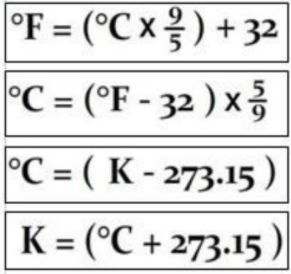 °F = (°C x 9/5 ) + 32
°C = (°F - 32 ) x 5/9
°C = ( K - 273.15 )
K = (°C + 273.15 )